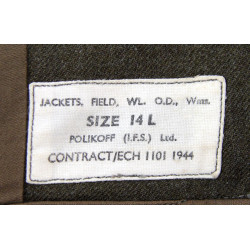 JACKETS, FIELD, WL. O.D., Wms.
SIZE 14 L
POLIKOFF (I.F.S.) Ltd.
CONTRACT/ECH 1101 1944